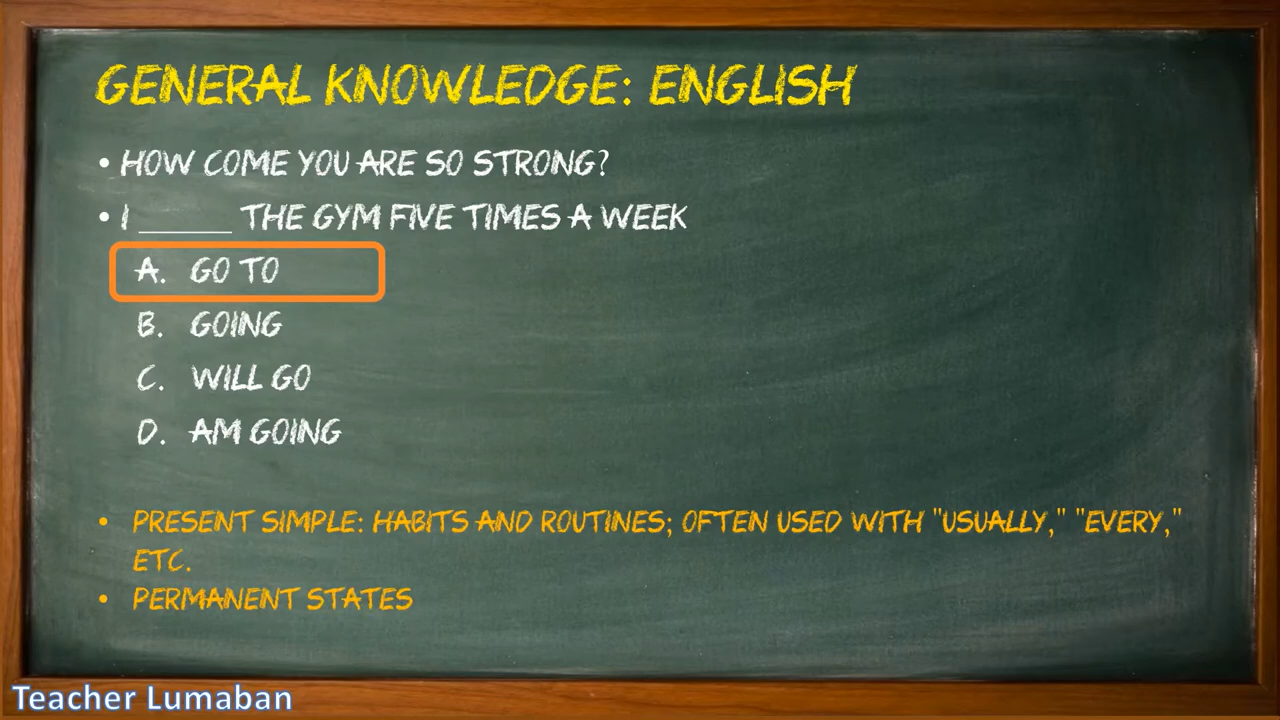 GENERAL KNOWLEDGE: ENGLISH
• HOW COME YOU ARE SO STRONG?
• I ______ THE GYM FIVE TIMES A WEEK
A. GO TO
B. GOING
C. WILL GO
D. AM GOING
• PRESENT SIMPLE: HABITS AND ROUTINES; OFTEN USED WITH "USUALLY," "EVERY,"
ETC.
• PERMANENT STATES
Teacher Lumaban